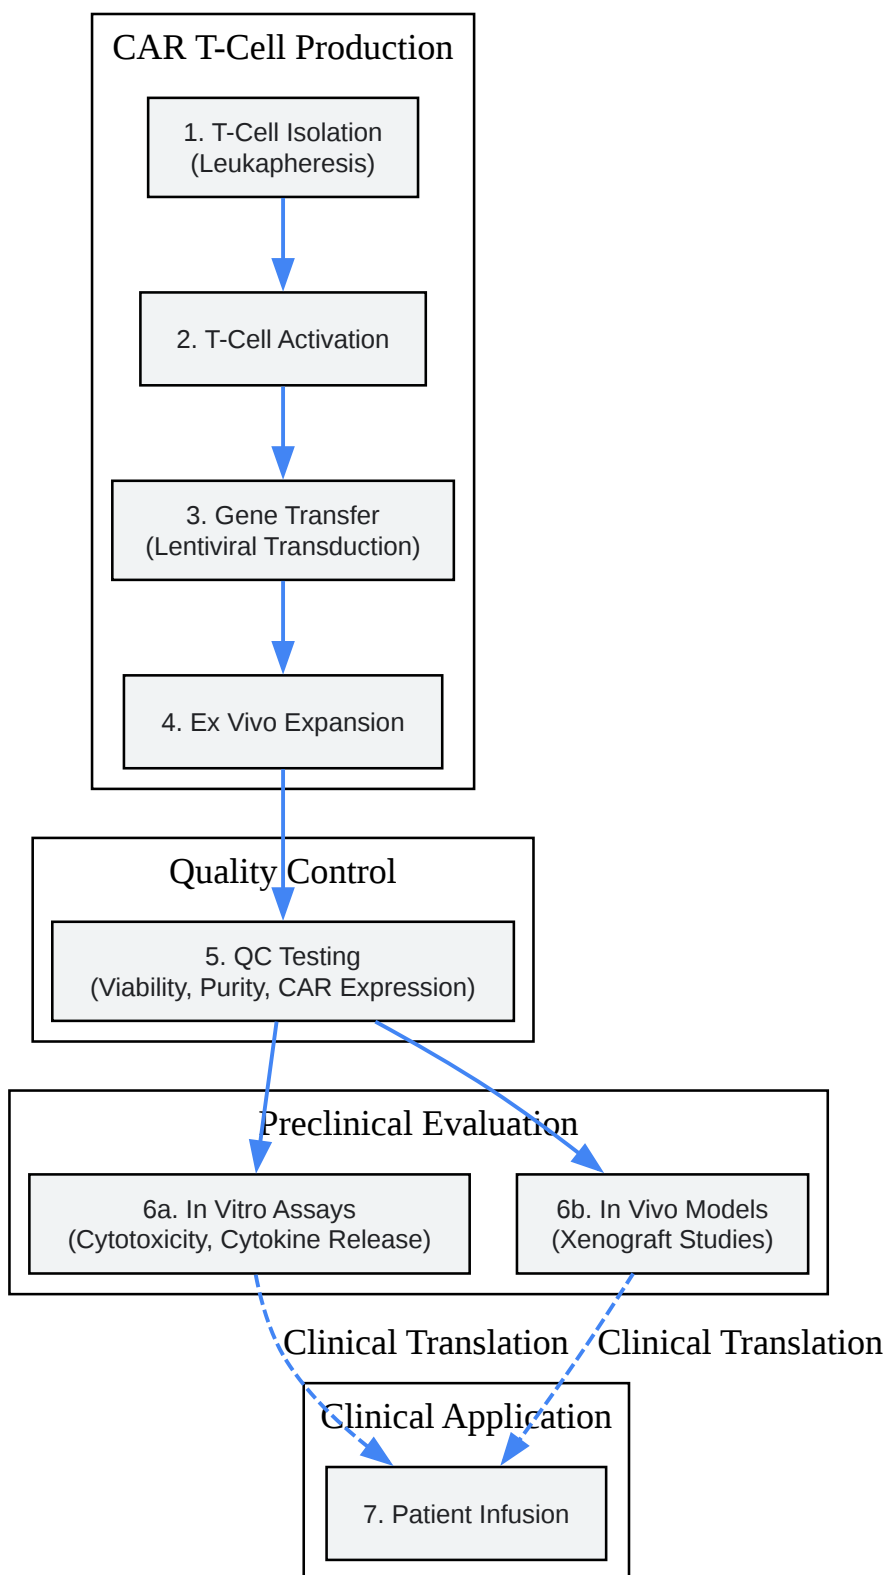 CAR T-Cell Production
1. T-Cell Isolation
(Leukapheresis)
2. T-Cell Activation
3. Gene Transfer
(Lentiviral Transduction)
4. Ex Vivo Expansion
Quality Control
5. QC Testing
(Viability, Purity, CAR Expression)
Preclinical Evaluation
6a. In Vitro Assays
(Cytotoxicity, Cytokine Release)
6b. In Vivo Models
(Xenograft Studies)
Clinical Translation
Clinical Translation
Clinical Application
7. Patient Infusion